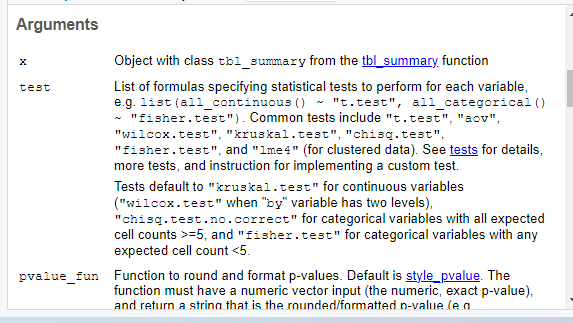 Arguments
x Object with class tbl_summary from the tbl_summary function
test List of formulas specifying statistical tests to perform for each variable,
e.g. list(all_continuous() ~ "t.test", all_categorical()
~ "fisher.test"). Common tests include "t.test", "aov",
"wilcox.test", "kruskal.test", "chisq.test",
"fisher.test", and "lme4" (for clustered data). See tests for details,
more tests, and instruction for implementing a custom test.
Tests default to "kruskal.test" for continuous variables
("wilcox.test" when "by" variable has two levels),
"chisq.test.no.correct" for categorical variables with all expected
cell counts >=5, and "fisher.test" for categorical variables with any
expected cell count <5.
pvalue_fun Function to round and format p-values. Default is style_pvalue. The
function must have a numeric vector input (the numeric, exact p-value),
and return a string that is the rounded/formatted p-value (e.g.